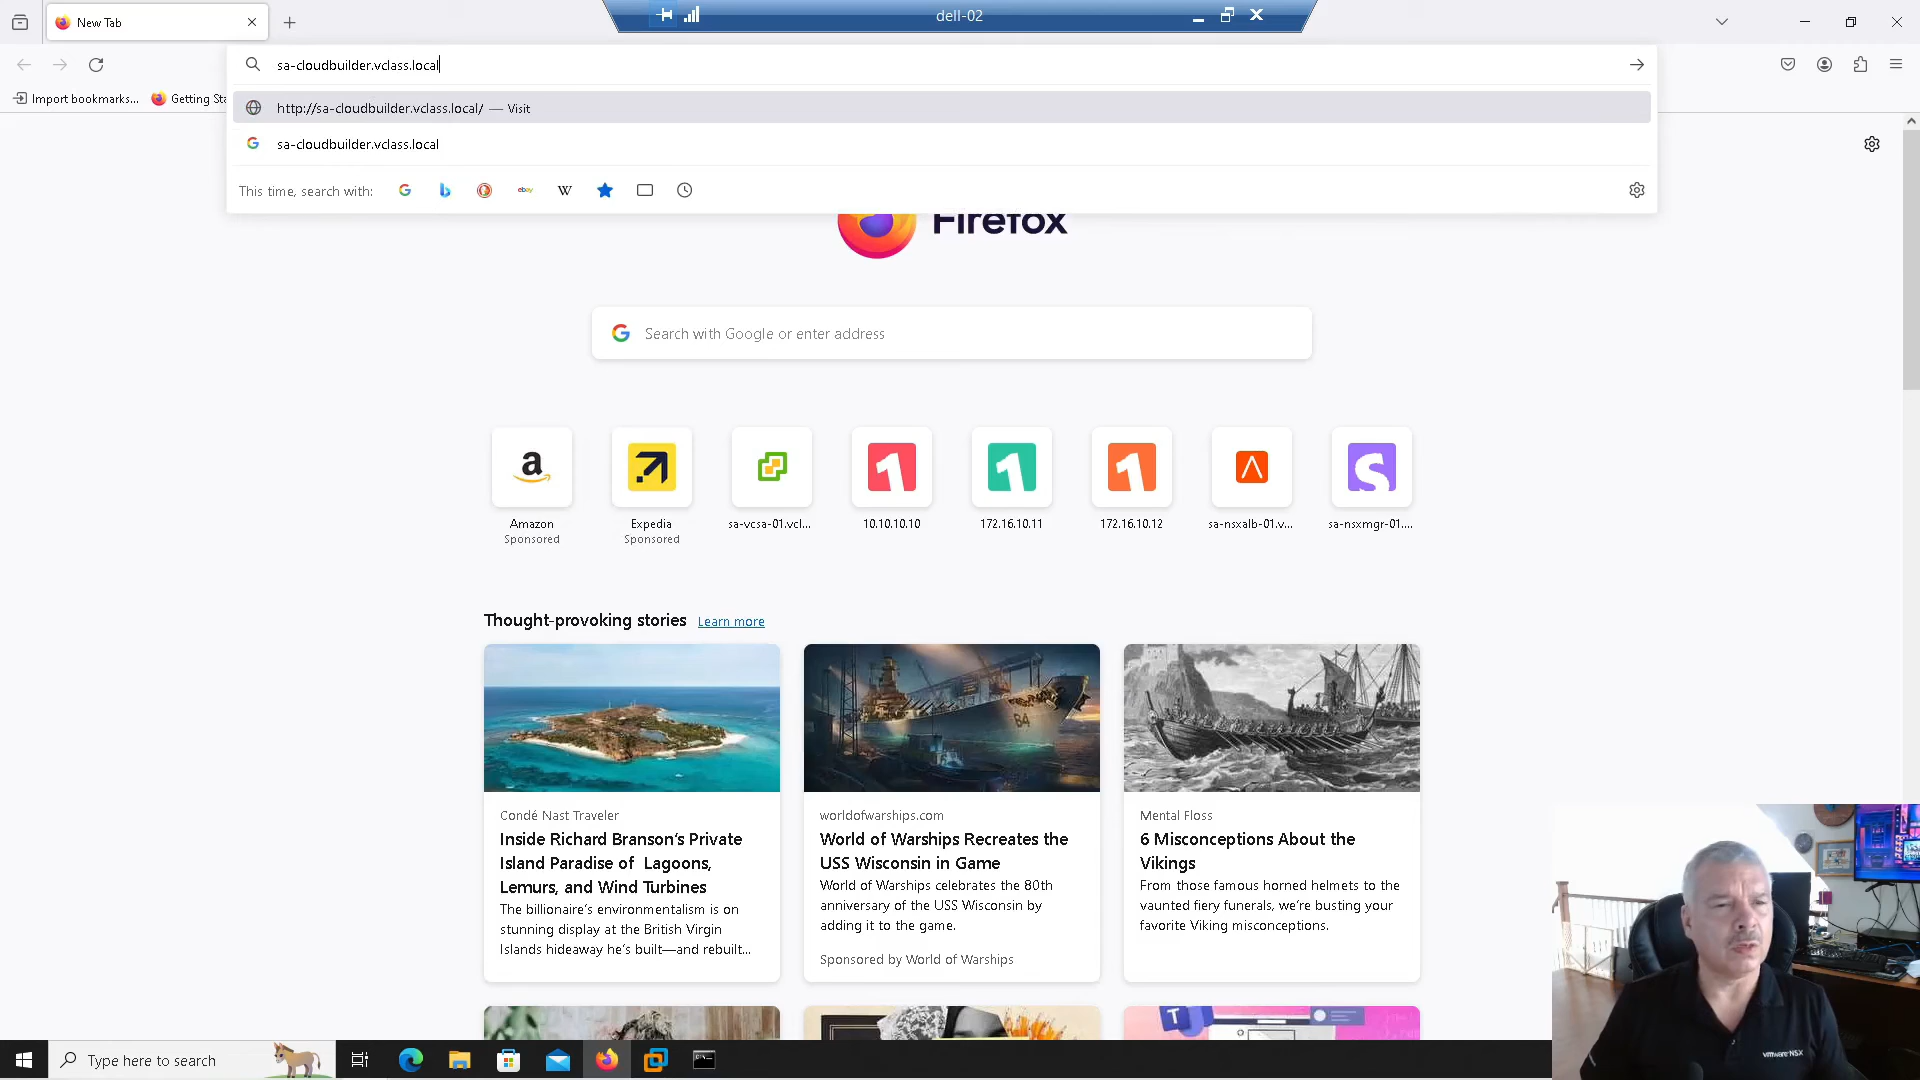 New Tab
dell-02
sa-cloudbuilder.vclass.local
http://sa-cloudbuilder.vclass.local/ — Visit
sa-cloudbuilder.vclass.local
Import bookmarks...
Getting Sta
This time, search with:
ebay
W
Firefox
Search with Google or enter address
Amazon
Sponsored
Expedia
Sponsored
sa-vcsa-01.vcl...
10.10.10.10
172.16.10.11
172.16.10.12
sa-nsxalb-01.v...
sa-nsxmgr-01....
Thought-provoking stories
Learn more
64
Condé Nast Traveler
Inside Richard Branson's Private
Island Paradise of Lagoons,
Lemurs, and Wind Turbines
The billionaire's environmentalism is on
stunning display at the British Virgin
Islands hideaway he's built—and rebuilt...
worldofwarships.com
World of Warships Recreates the
USS Wisconsin in Game
World of Warships celebrates the 80th
anniversary of the USS Wisconsin by
adding it to the game.
Sponsored by World of Warships
Mental Floss
6 Misconceptions About the
Vikings
From those famous horned helmets to the
vaunted fiery funerals, we're busting your
favorite Viking misconceptions.
T
Type here to search
vmware NSX